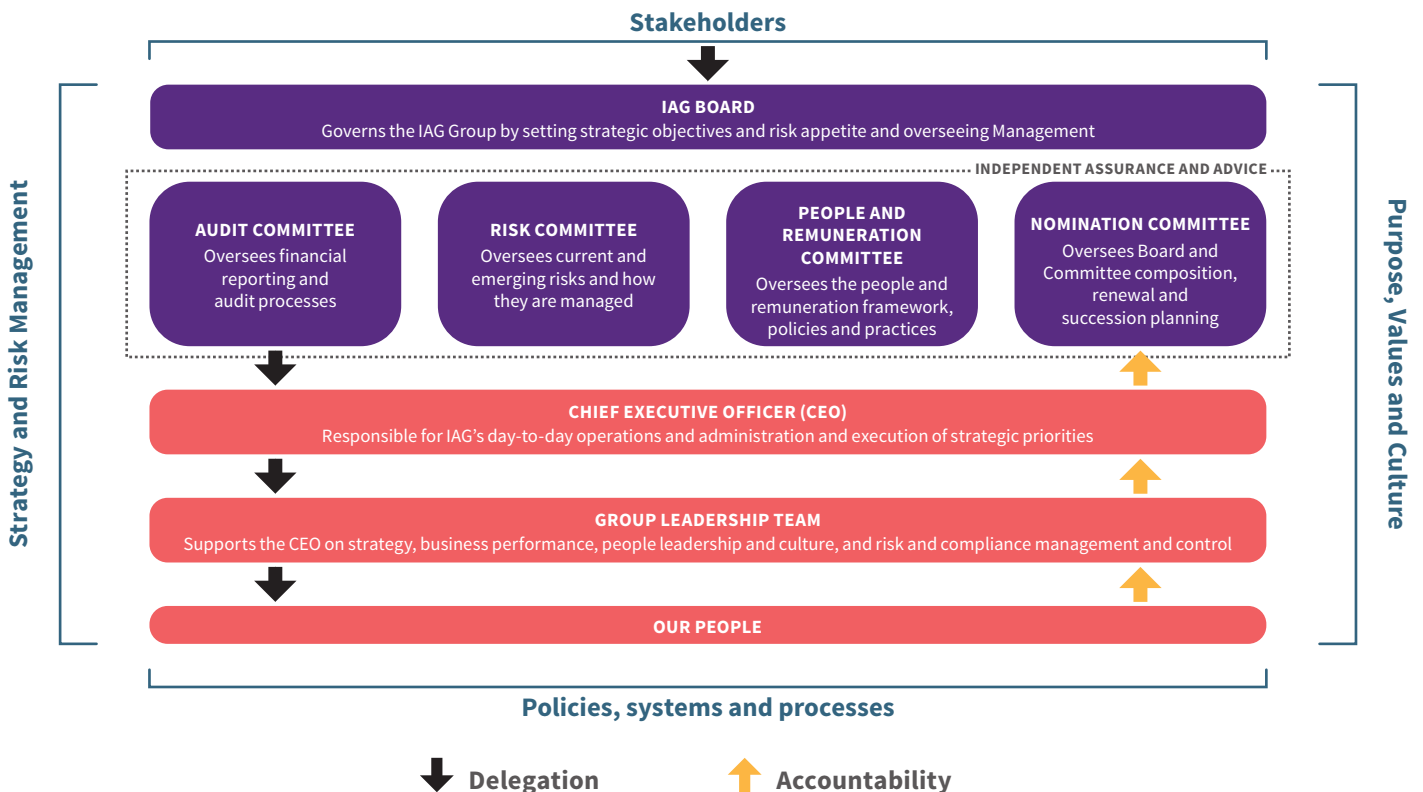 Stakeholders
IAG BOARD
Governs the IAG Group by setting strategic objectives and risk appetite and overseeing Management
INDEPENDENT ASSURANCE AND ADVICE
AUDIT COMMITTEE
Oversees financial
reporting and
audit processes
RISK COMMITTEE
Oversees current and
emerging risks and how
they are managed
PEOPLE AND
REMUNERATION
COMMITTEE
Oversees the people and
remuneration framework,
policies and practices
NOMINATION COMMITTEE
Oversees Board and
Committee composition,
renewal and
succession planning
CHIEF EXECUTIVE OFFICER (CEO)
Responsible for IAG’s day-to-day operations and administration and execution of strategic priorities
GROUP LEADERSHIP TEAM
Supports the CEO on strategy, business performance, people leadership and culture, and risk and compliance management and control
OUR PEOPLE
Strategy and Risk Management
Purpose, Values and Culture
Policies, systems and processes
Delegation
Accountability